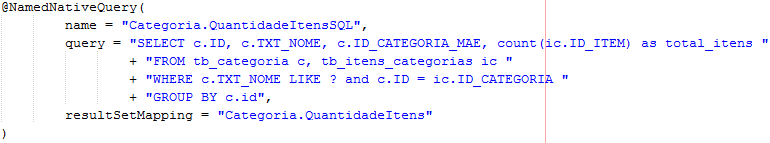 @NamedNativeQuery(
name = "Categoria.QuantidadeItensSQL",
query = "SELECT c.ID, c.TXT_NOME, c.ID_CATEGORIA_MAE, count(ic.ID_ITEM) as total_itens "
+ "FROM tb_categoria c, tb_itens_categorias ic "
+ "WHERE c.TXT_NOME LIKE ? and c.ID = ic.ID_CATEGORIA "
+ "GROUP BY c.id",
resultSetMapping = "Categoria.QuantidadeItens"
)